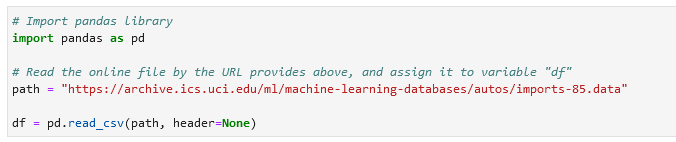 # Import pandas library
import pandas as pd
# Read the online file by the URL provides above, and assign it to variable "df"
path = "https://archive.ics.uci.edu/ml/machine-learning-databases/autos/imports-85.data"
df = pd.read_csv(path, header=None)